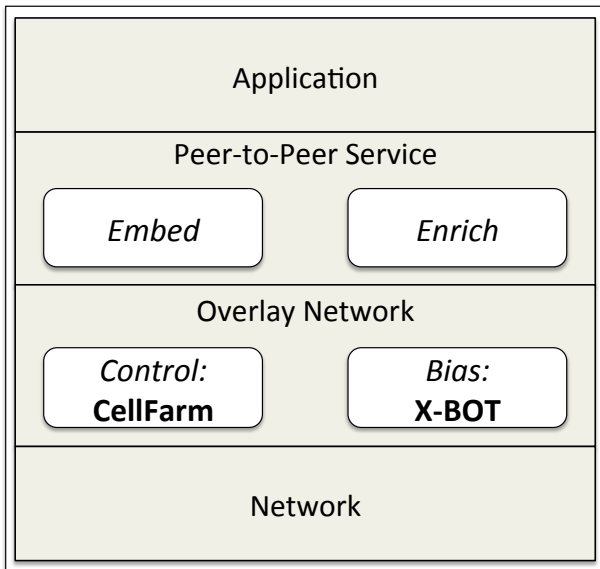 Application
Peer-to-Peer Service
Embed
Enrich
Overlay Network
Control:
CellFarm
Bias:
X-BOT
Network